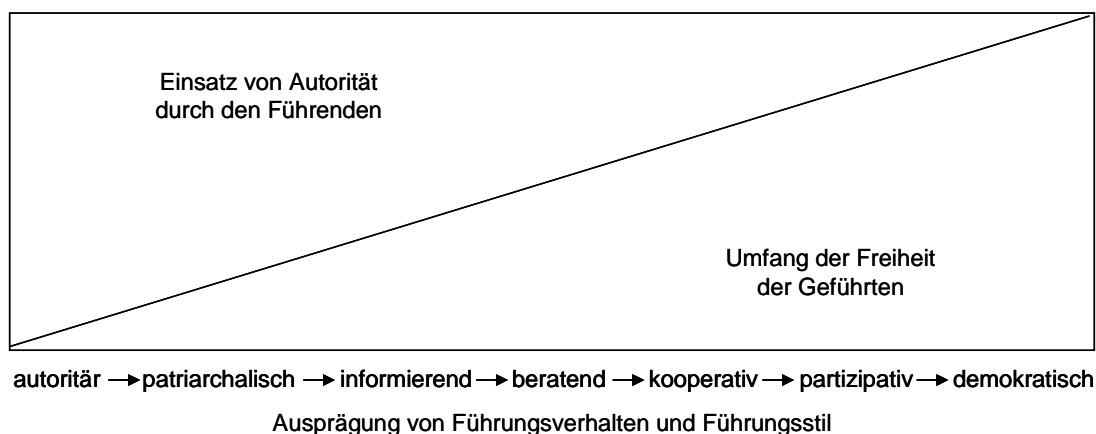 Einsatz von Autorität
durch den Führenden
Umfang der Freiheit
der Geführten
autoritär → patriarchalisch → informierend → beratend → kooperativ → partizipativ → demokratisch
Ausprägung von Führungsverhalten und Führungsstil